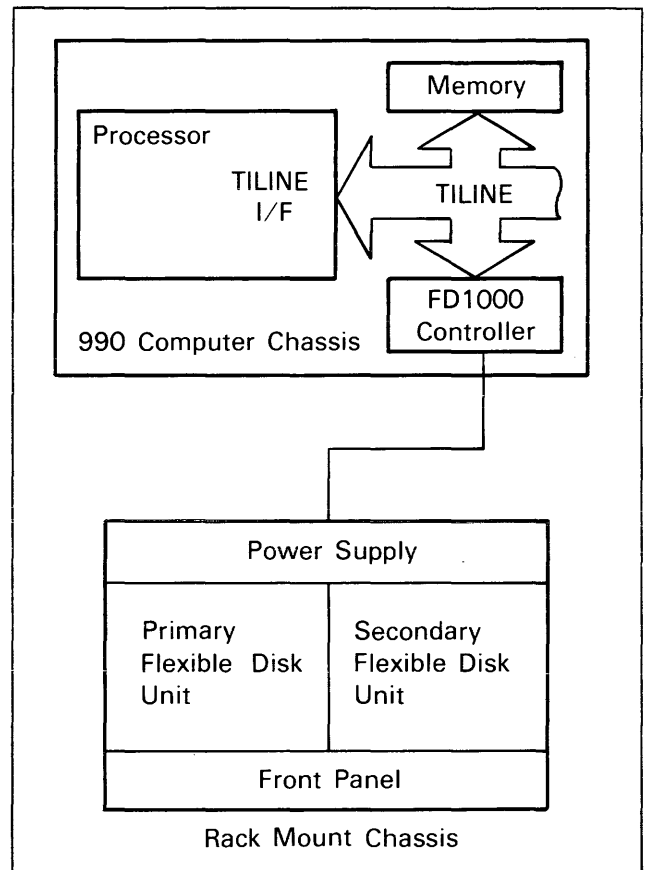 Memory
Processor
TILINE
I/F
TILINE
FD1000
Controller
990 Computer Chassis
Power Supply
Primary
Flexible Disk
Unit
Secondary
Flexible Disk
Unit
Front Panel
Rack Mount Chassis